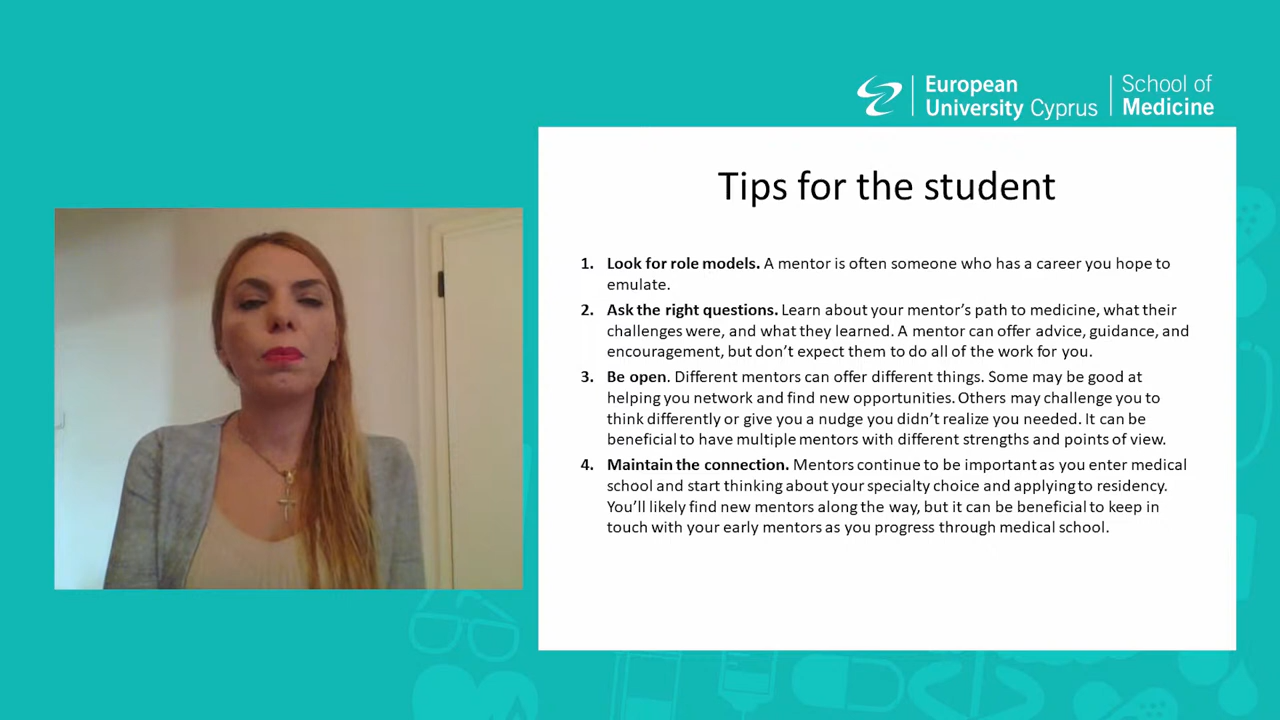 European
University Cyprus
School of
Medicine
Tips for the student
1. Look for role models. A mentor is often someone who has a career you hope to
emulate.
2. Ask the right questions. Learn about your mentor’s path to medicine, what their
challenges were, and what they learned. A mentor can offer advice, guidance, and
encouragement, but don’t expect them to do all of the work for you.
3. Be open. Different mentors can offer different things. Some may be good at
helping you network and find new opportunities. Others may challenge you to
think differently or give you a nudge you didn’t realize you needed. It can be
beneficial to have multiple mentors with different strengths and points of view.
4. Maintain the connection. Mentors continue to be important as you enter medical
school and start thinking about your specialty choice and applying to residency.
You’ll likely find new mentors along the way, but it can be beneficial to keep in
touch with your early mentors as you progress through medical school.